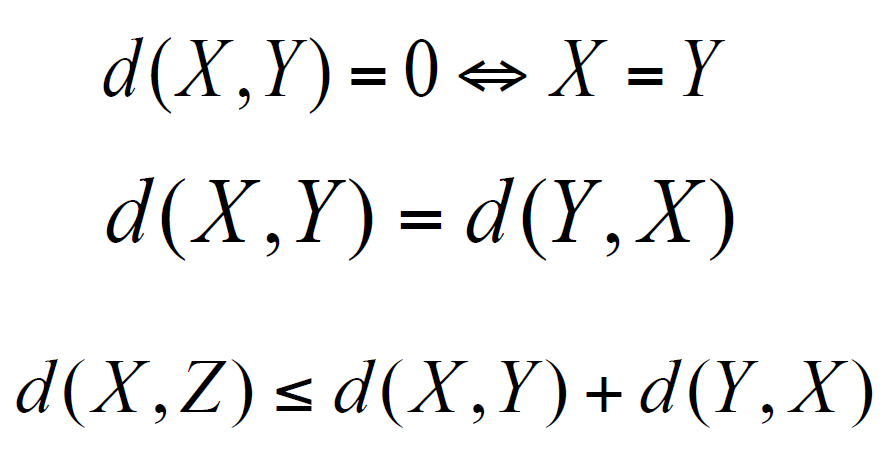 d(X,Y) = 0 ⇔ X = Y
d(X,Y) = d(Y,X)
d(X,Z) ≤ d(X,Y) + d(Y,X)